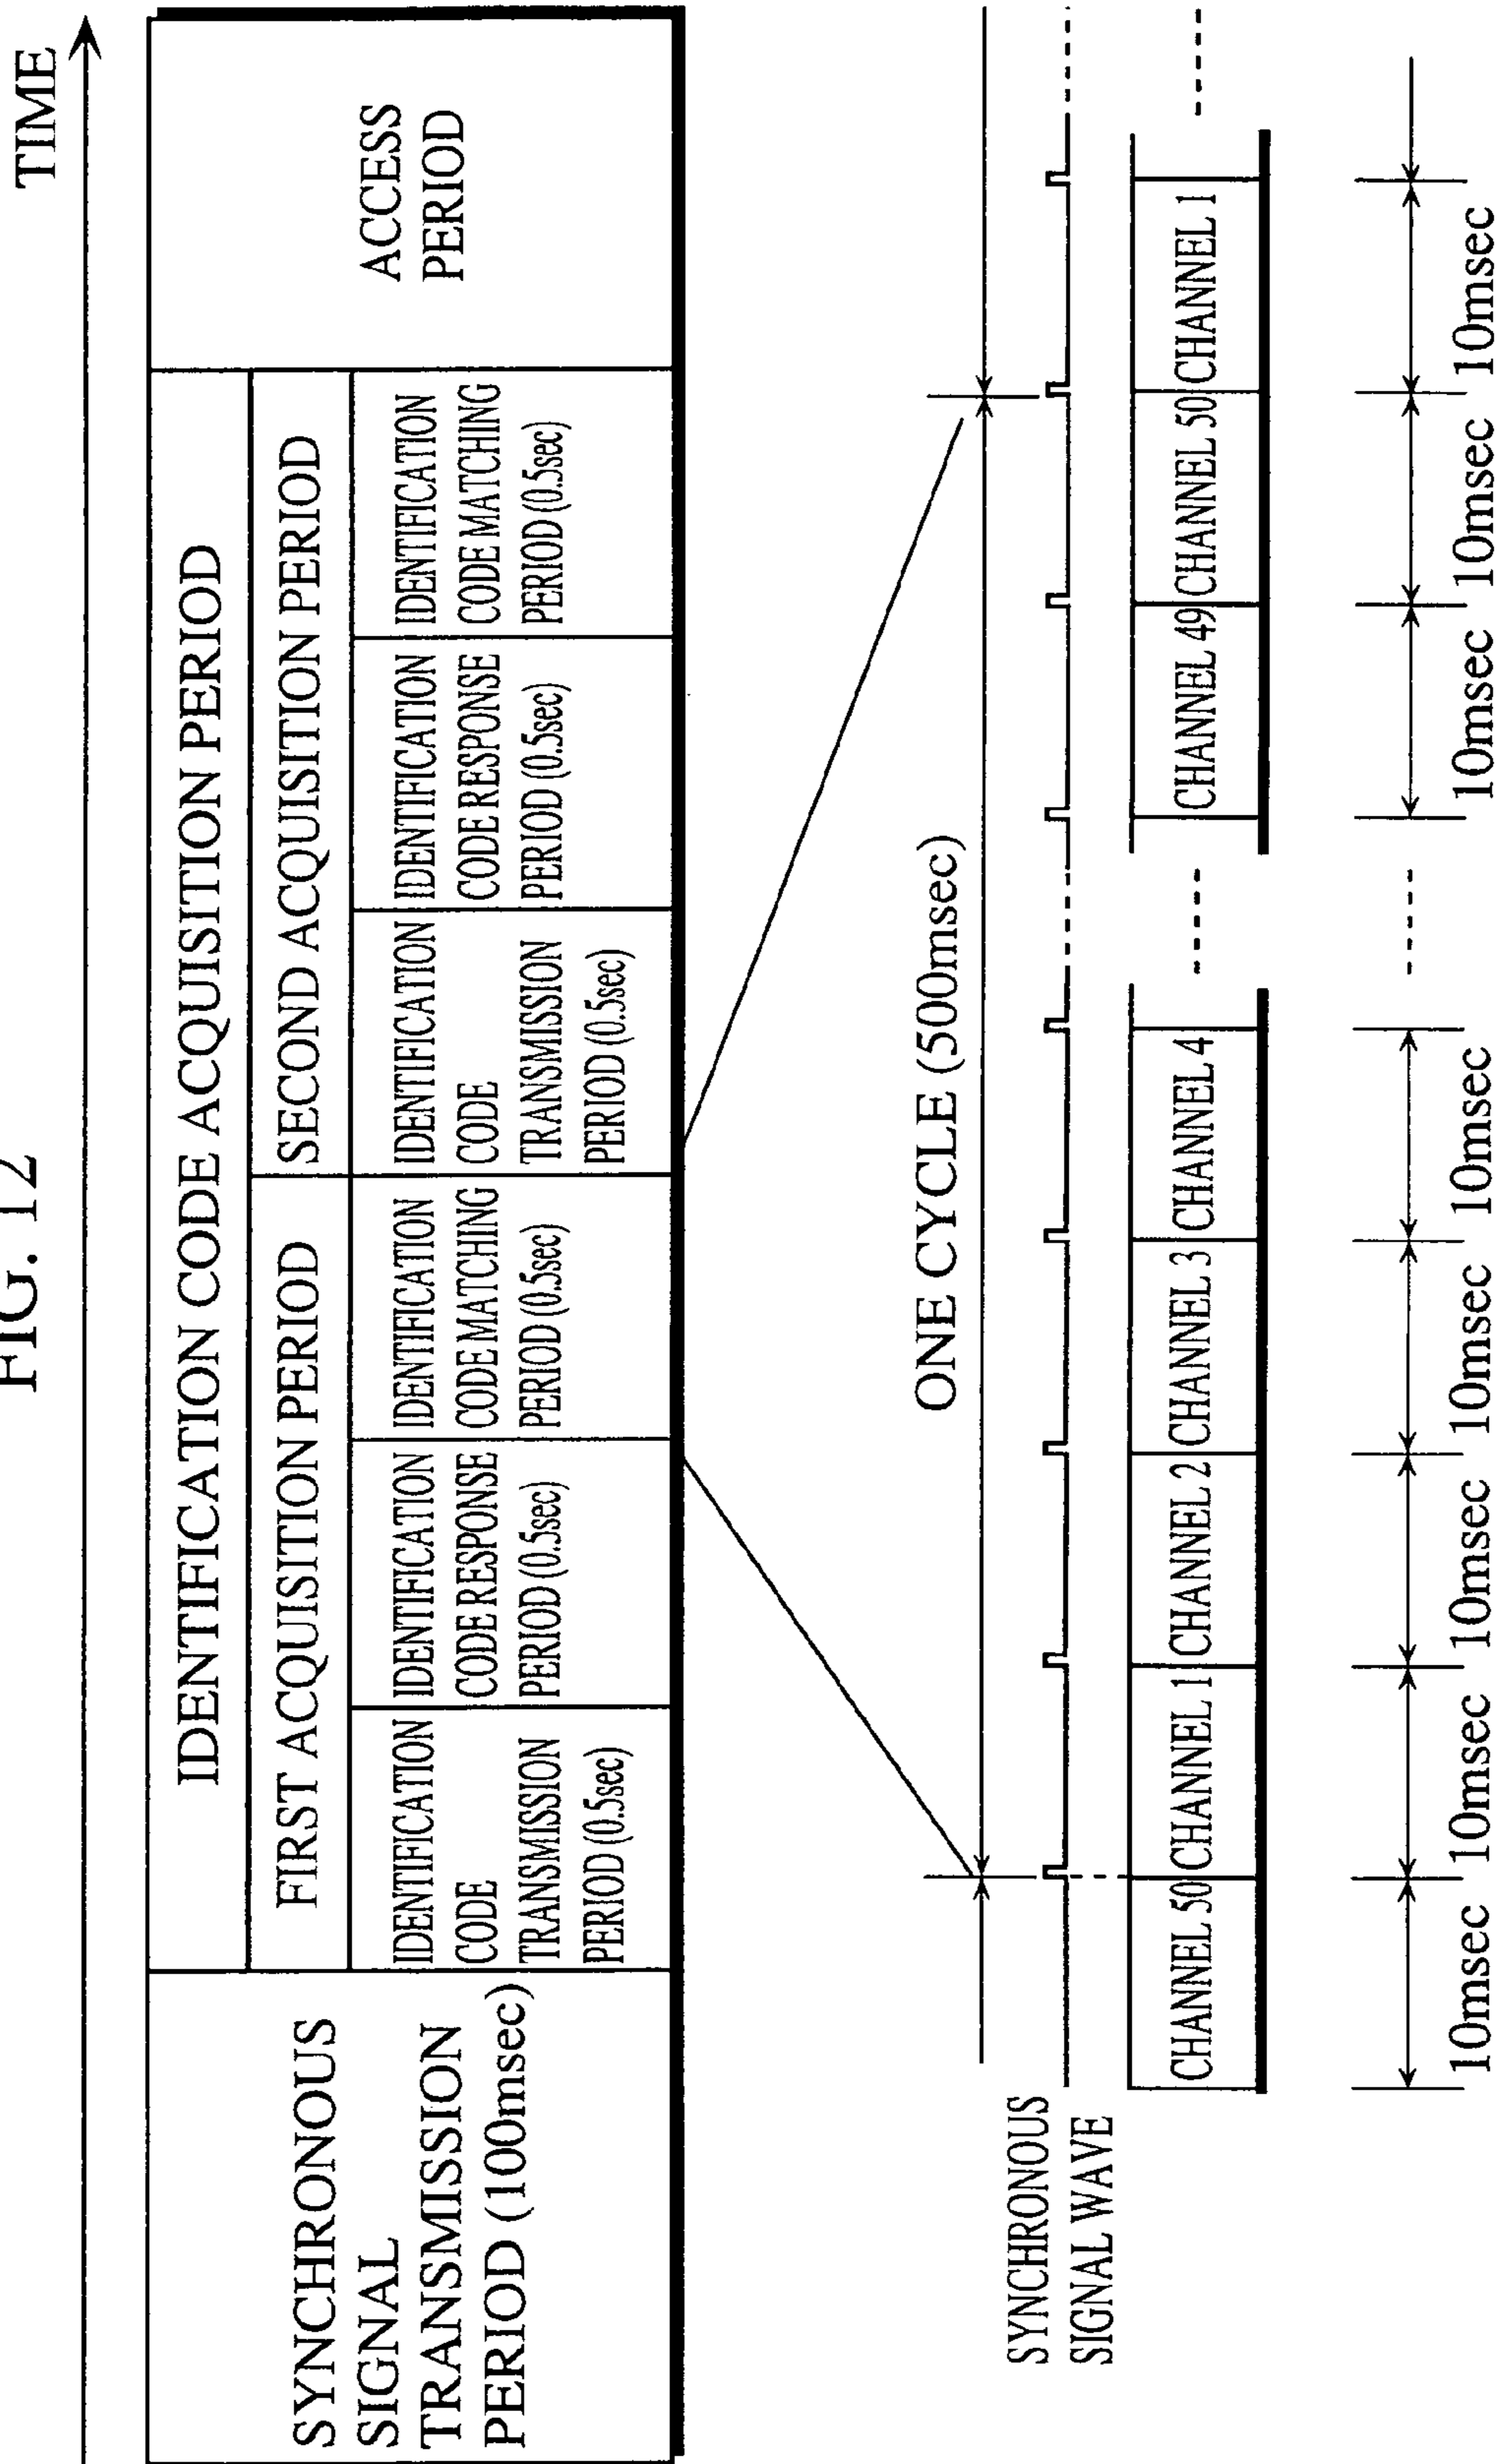 FIG. 12
TIME
SYNCHRONOUS
SIGNAL
TRANSMISSION
PERIOD (100msec)
IDENTIFICATION CODE ACQUISITION PERIOD
FIRST ACQUISITION PERIOD
SECOND ACQUISITION PERIOD
IDENTIFICATION
CODE
TRANSMISSION
PERIOD (0.5sec)
IDENTIFICATION
CODE RESPONSE
PERIOD (0.5sec)
IDENTIFICATION
CODE MATCHING
PERIOD (0.5sec)
IDENTIFICATION
CODE
TRANSMISSION
PERIOD (0.5sec)
IDENTIFICATION
CODE RESPONSE
PERIOD (0.5sec)
IDENTIFICATION
CODE MATCHING
PERIOD (0.5sec)
ACCESS
PERIOD
ONE CYCLE (500msec)
SYNCHRONOUS
SIGNAL WAVE
CHANNEL 50
CHANNEL 1
CHANNEL 2
CHANNEL 3
CHANNEL 4
CHANNEL 49
CHANNEL 50
CHANNEL 1
10msec
10msec
10msec
10msec
10msec
10msec
10msec
10msec